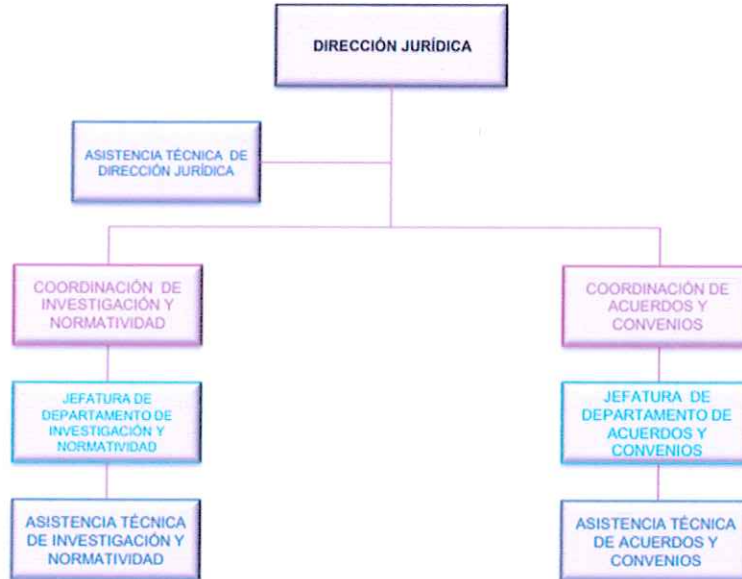 DIRECCIÓN JURÍDICA
ASISTENCIA TÉCNICA DE
DIRECCIÓN JURÍDICA
COORDINACIÓN DE
INVESTIGACIÓN Y
NORMATIVIDAD
COORDINACIÓN DE
ACUERDOS Y
CONVENIOS
JEFATURA DE
DEPARTAMENTO DE
INVESTIGACIÓN Y
NORMATIVIDAD
JEFATURA DE
DEPARTAMENTO DE
ACUERDOS Y
CONVENIOS
ASISTENCIA TÉCNICA
DE INVESTIGACIÓN Y
NORMATIVIDAD
ASISTENCIA TÉCNICA
DE ACUERDOS Y
CONVENIOS